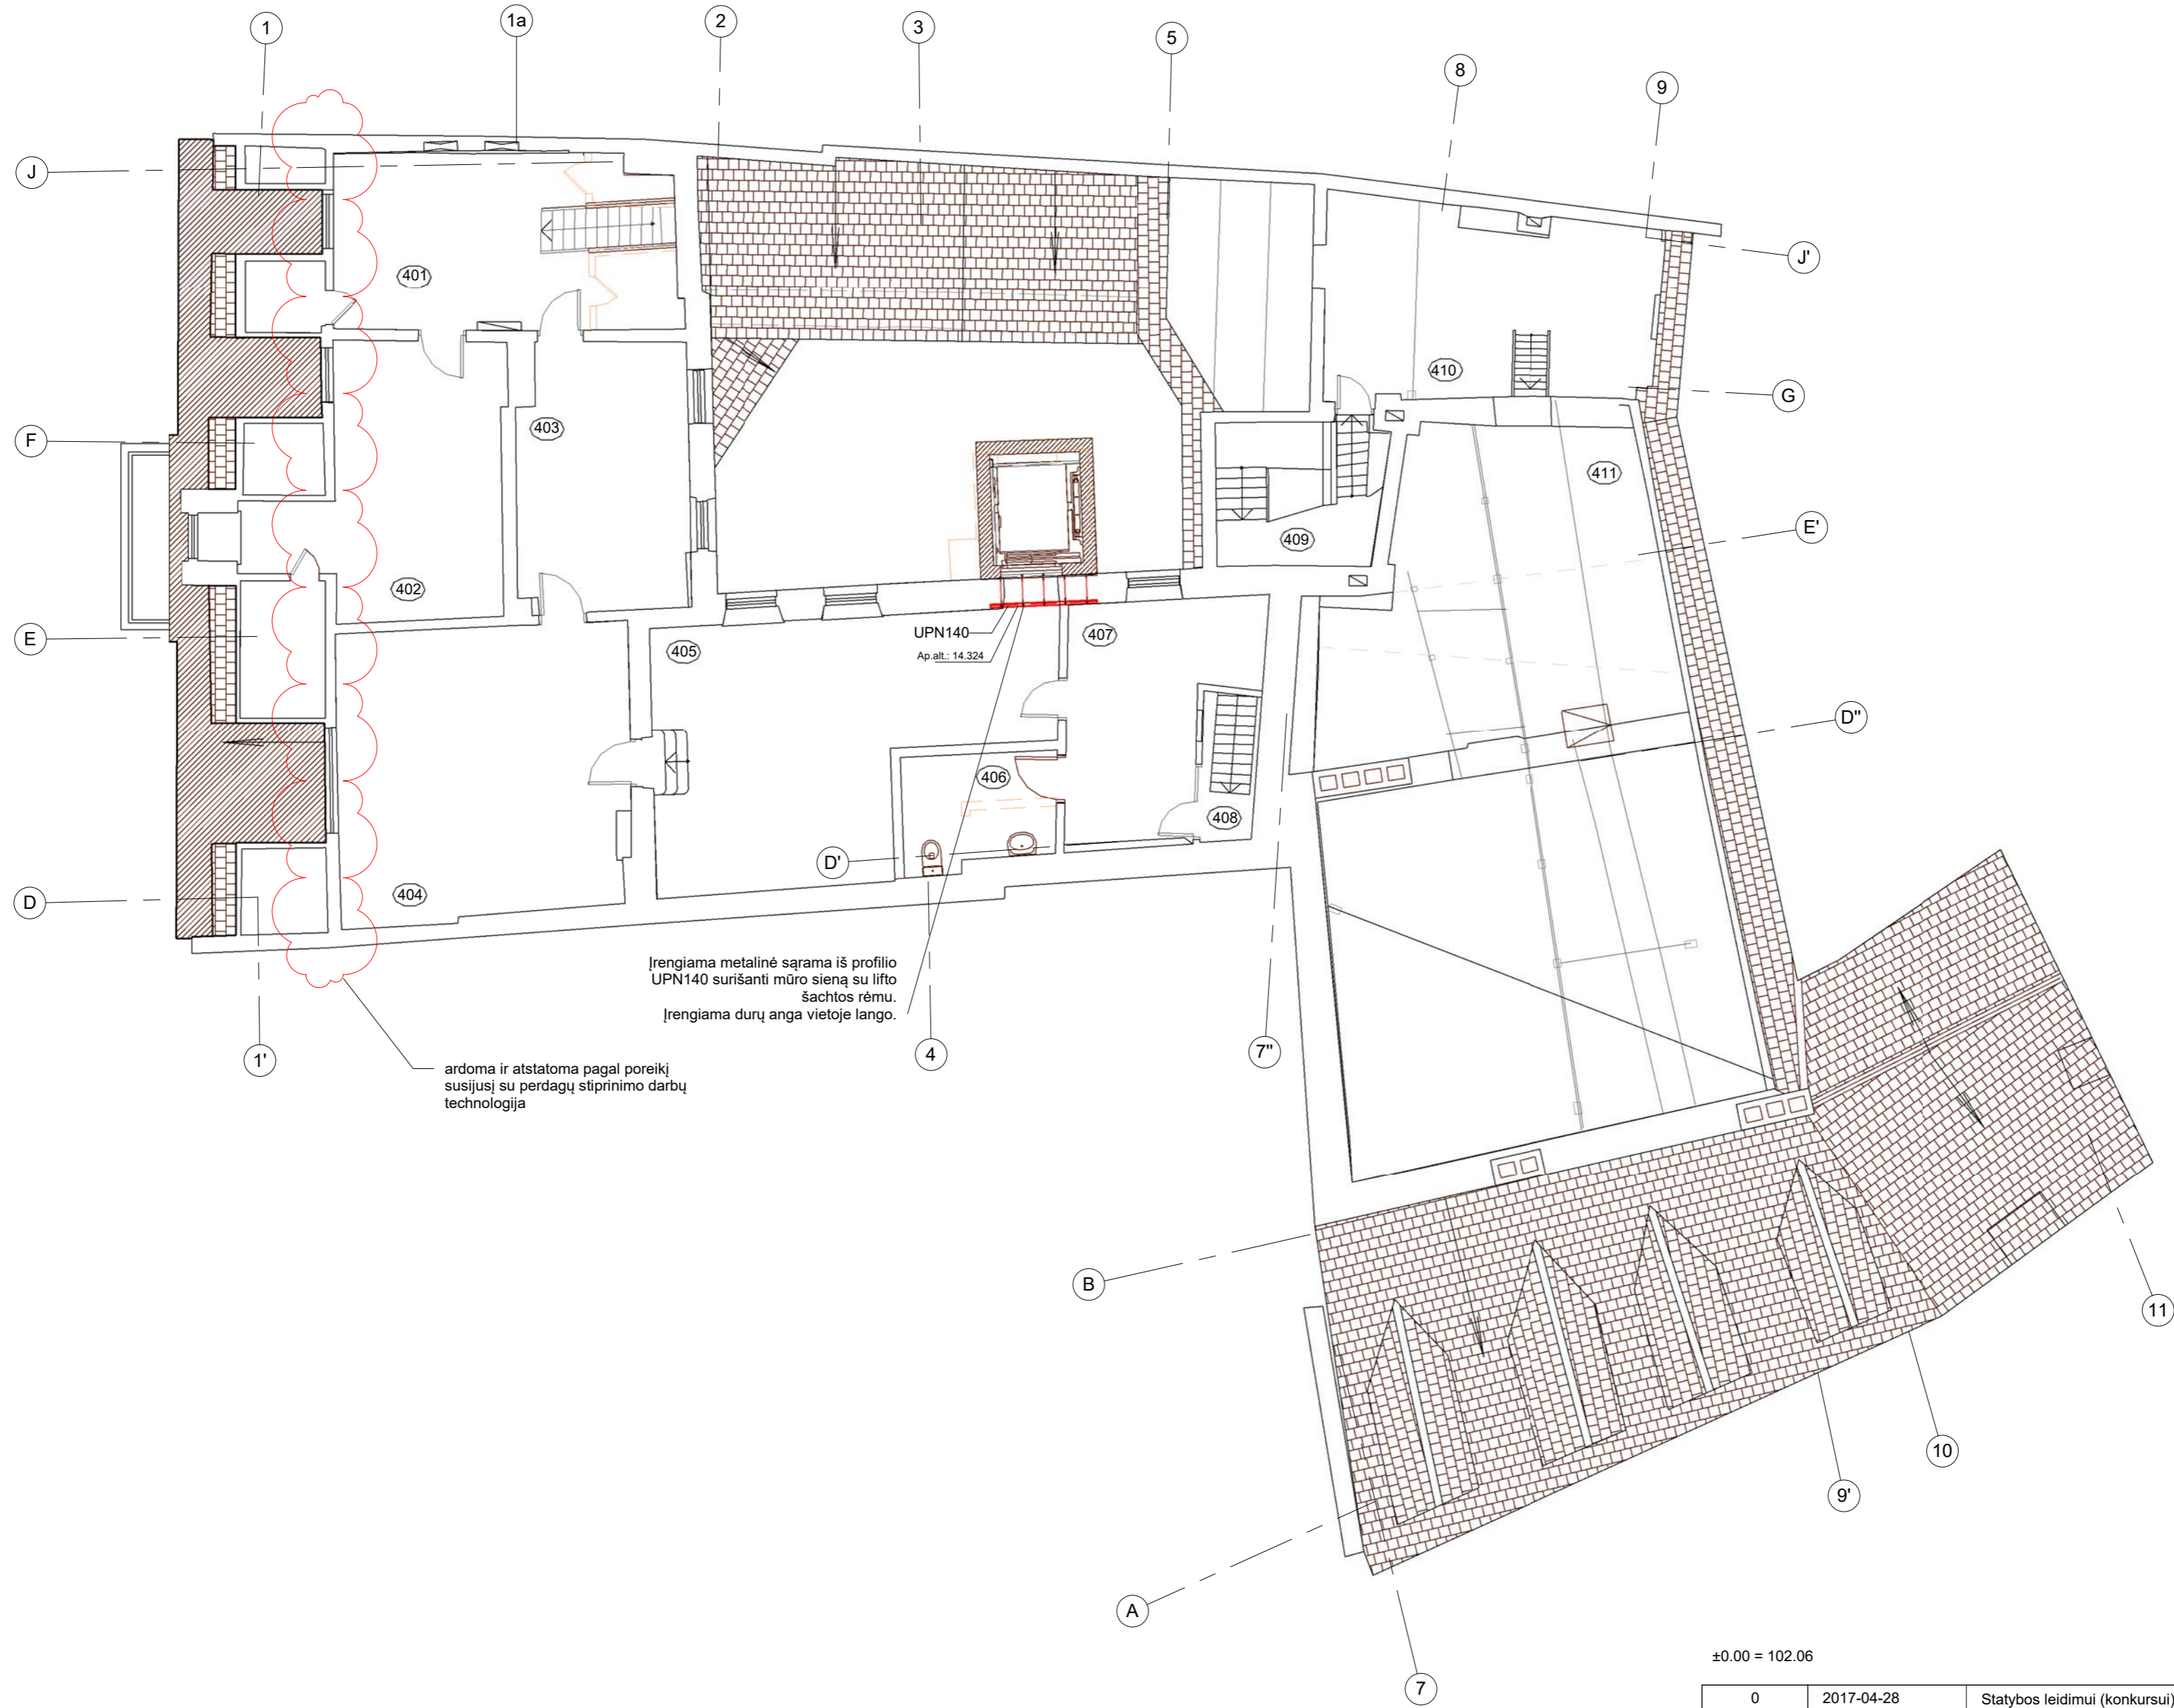 1
1a
2
3
5
8
9
J
J'
401
410
G
F
403
411
E'
409
402
E
UPN140
Ap.alt.: 14.324
407
405
D''
406
408
D'
D
404
Įrengiama metalinė sąrama iš profilio
UPN140 surišanti mūro sieną su lifto
šachtos rėmu.
Įrengiama durų anga vietoje lango.
1'
4
7''
ardoma ir atstatoma pagal poreikį
susijusį su perdagų stiprinimo darbų
technologija
B
11
10
9'
A
7
±0.00 = 102.06
0 2017-04-28 Statybos leidimui (konkursui)